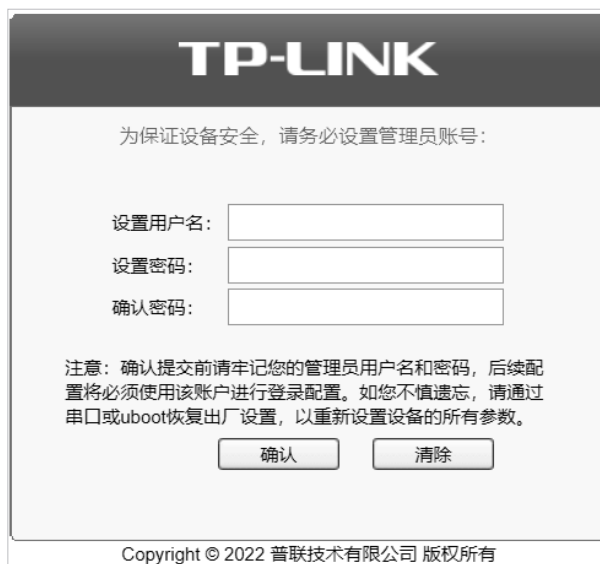 TP-LINK
为保证设备安全，请务必设置管理员账号：
设置用户名：
设置密码：
确认密码：
注意：确认提交前请牢记您的管理员用户名和密码，后续配
置将必须使用该账户进行登录配置。如您不慎遗忘，请通过
串口或uboot恢复出厂设置，以重新设置设备的所有参数。
确认 清除
Copyright © 2022 普联技术有限公司 版权所有